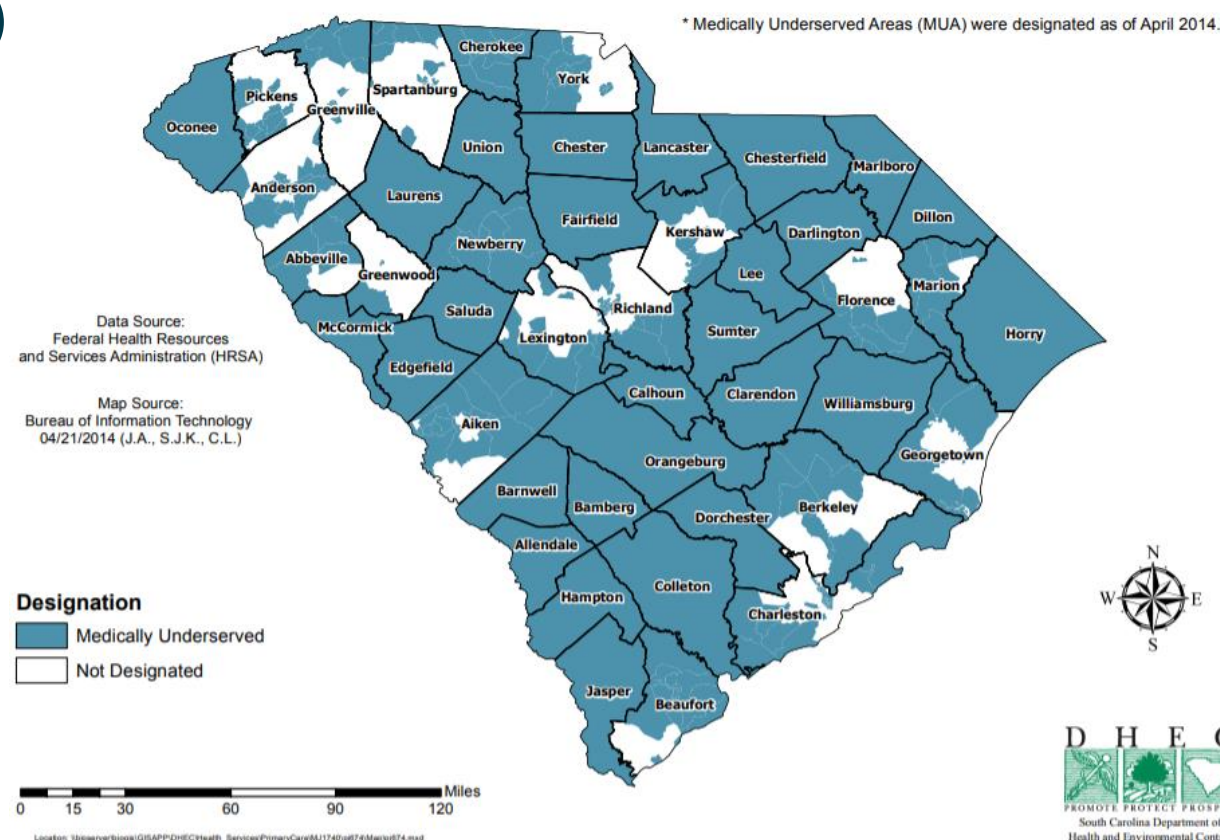 * Medically Underserved Areas (MUA) were designated as of April 2014.
Cherokee
York
Spartanburg
Pickens
Greenville
Oconee
Union
Chester
Lancaster
Chesterfield
Marlboro
Anderson
Laurens
Fairfield
Dillon
Kershaw
Darlington
Newberry
Abbeville
Greenwood
Lee
Marion
Florence
Richland
Saluda
McCormick
Lexington
Sumter
Horry
Edgefield
Calhoun
Clarendon
Williamsburg
Aiken
Georgetown
Orangeburg
Barnwell
Bamberg
Berkeley
Dorchester
Allendale
Colleton
Hampton
Charleston
Jasper
Beaufort
Data Source:
Federal Health Resources
and Services Administration (HRSA)
Map Source:
Bureau of Information Technology
04/21/2014 (J.A., S.J.K., C.L.)
Designation
Medically Underserved
Not Designated
N
W E
S
Miles
0 15 30 60 90 120
D H E C
PROMOTE PROTECT PROSP
South Carolina Department of
Health and Environmental Cont